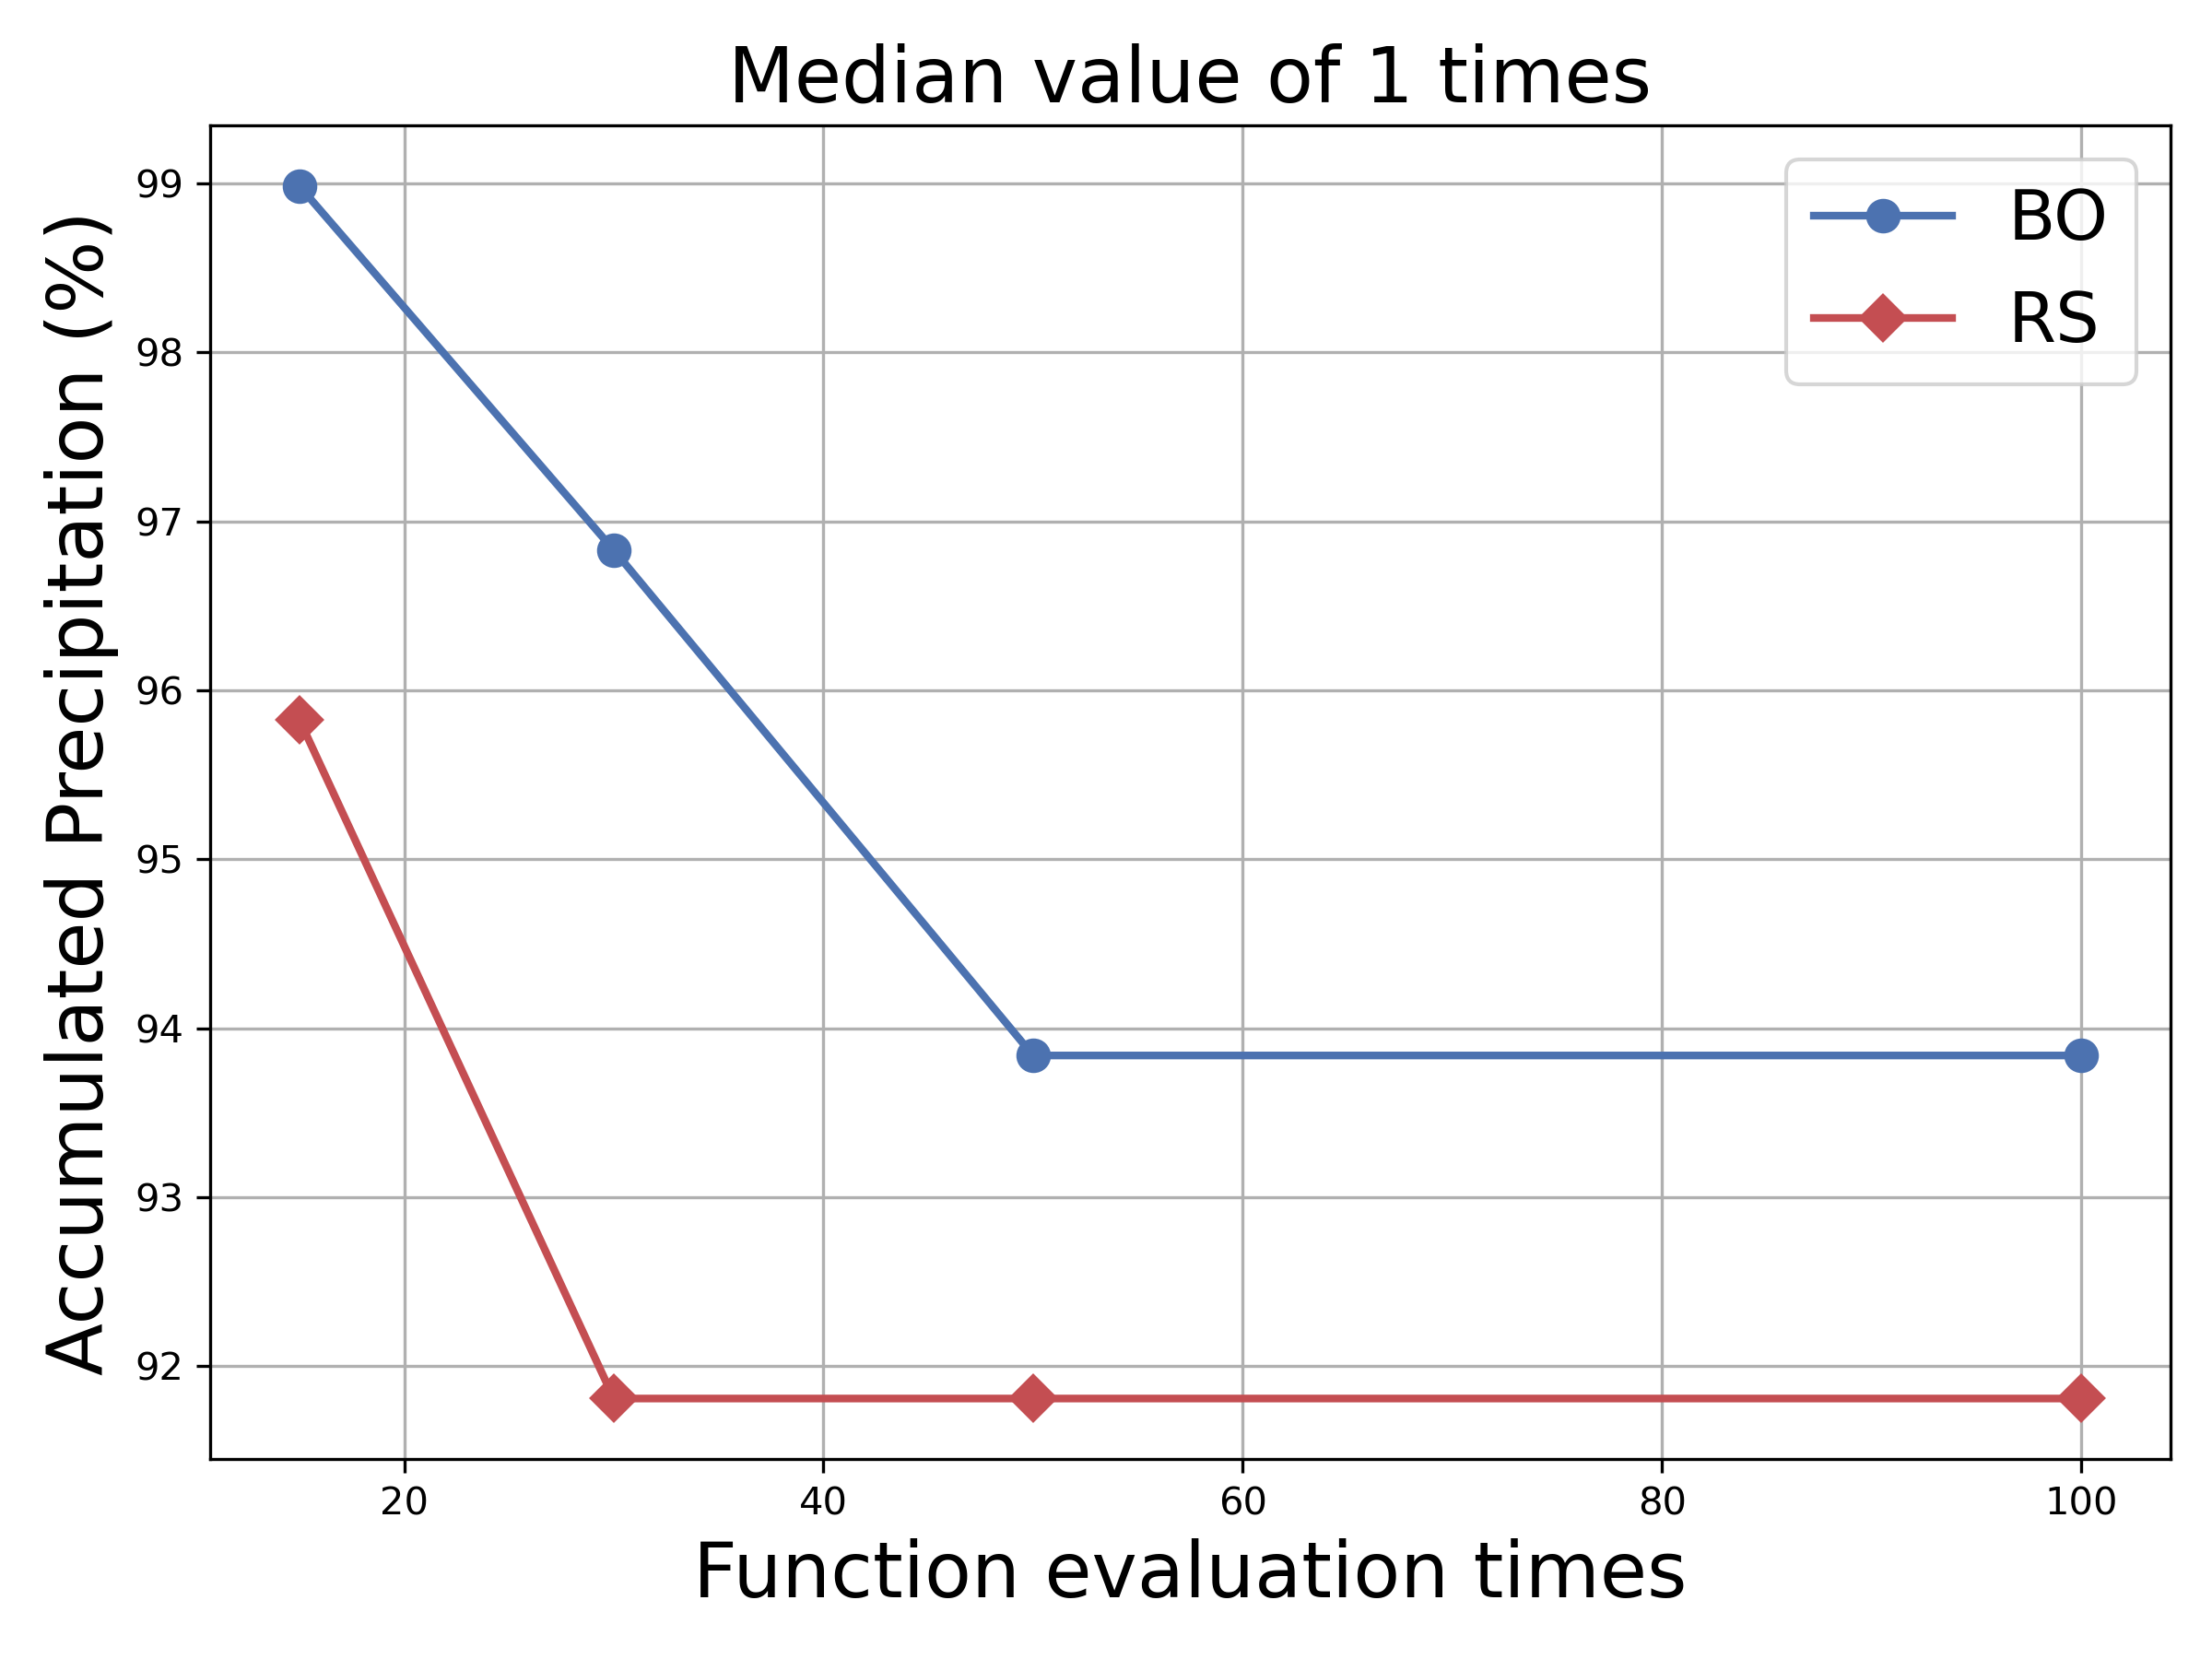 Median value of 1 times
Accumulated Precipitation (%)
99
98
97
96
95
94
93
92
BO
RS
20
40
60
80
100
Function evaluation times